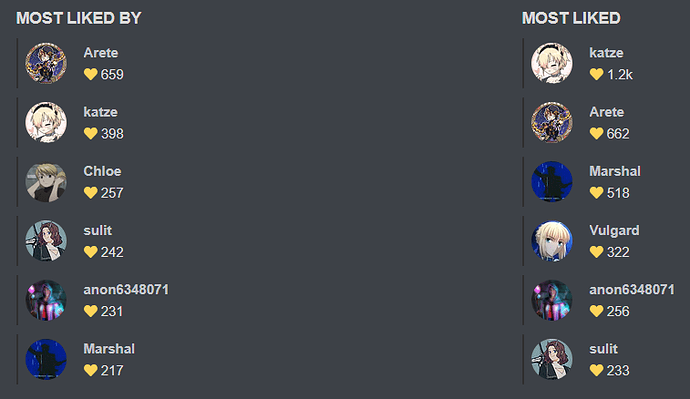 MOST LIKED BY
Arete
659
katze
398
Chloe
257
sulit
242
anon6348071
231
Marshal
217
MOST LIKED
katze
1.2k
Arete
662
Marshal
518
Vulgard
322
anon6348071
256
sulit
233